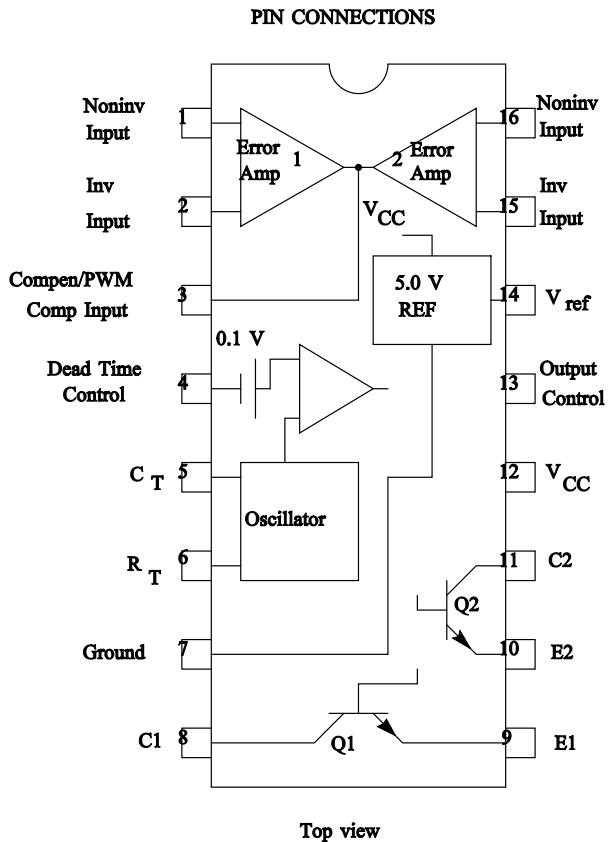 PIN CONNECTIONS
Noninv
Input
1
Inv
Input
2
Compen/PWM
Comp Input
3
Dead Time
Control
4
C T
5
R T
6
Ground
7
C1
8
Error
Amp
1
2
Error
Amp
VCC
5.0 V
REF
0.1 V
Oscillator
Q2
Q1
16
Noninv
Input
15
Inv
Input
14
V ref
13
Output
Control
12
VCC
11
C2
10
E2
9
E1
Top view